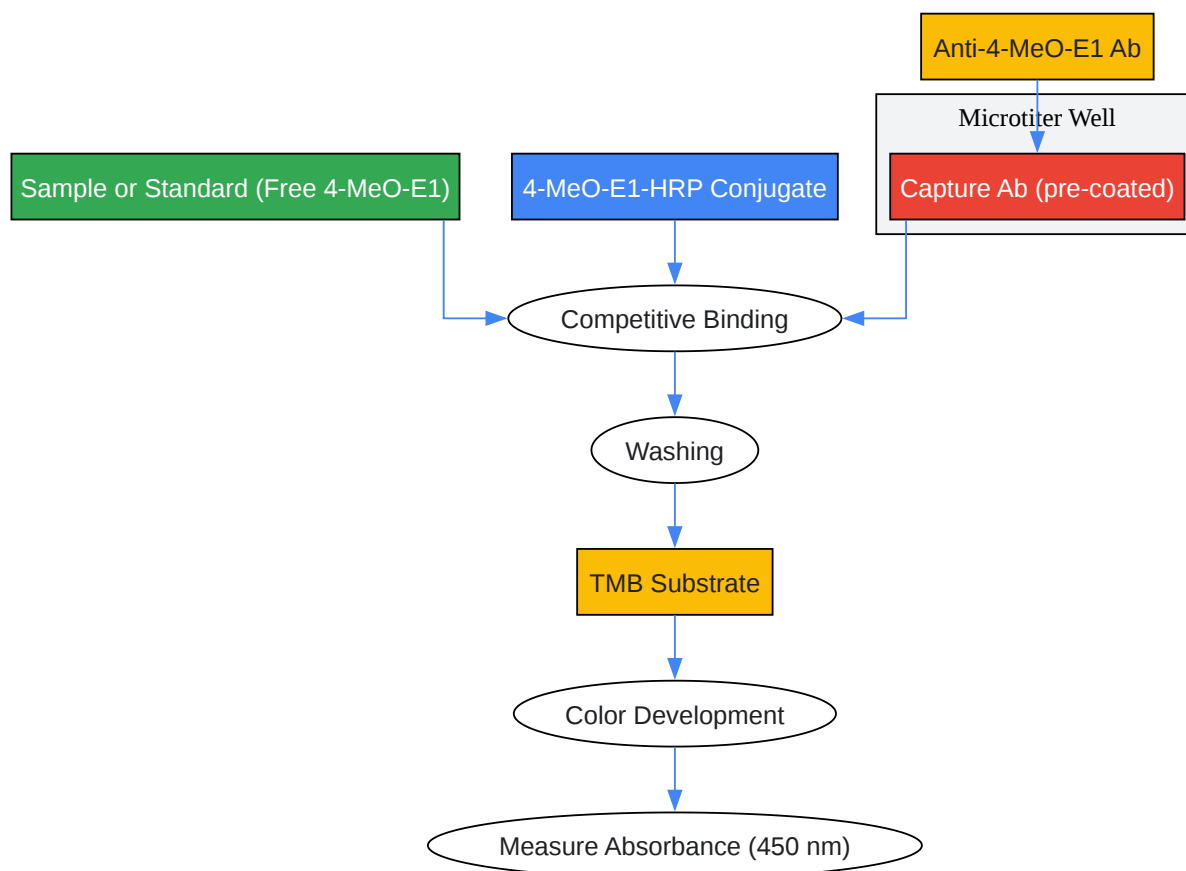 Anti-4-MeO-E1 Ab
Microtiter Well
Sample or Standard (Free 4-MeO-E1)
4-MeO-E1-HRP Conjugate
Capture Ab (pre-coated)
Competitive Binding
Washing
TMB Substrate
Color Development
Measure Absorbance (450 nm)